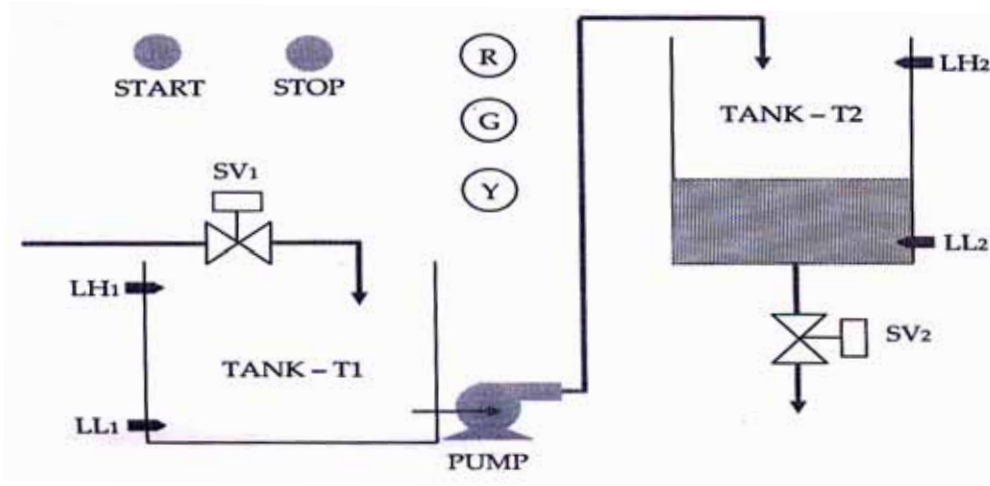 START
STOP
R
G
Y
SV1
LH1
TANK – T1
LL1
PUMP
TANK – T2
LH2
LL2
SV2